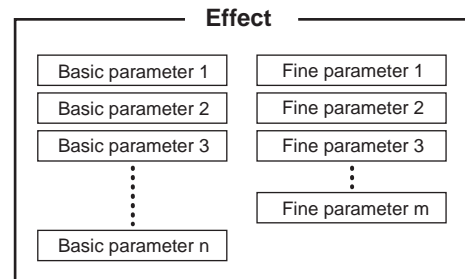 Effect
Basic parameter 1
Basic parameter 2
Basic parameter 3
Basic parameter n
Fine parameter 1
Fine parameter 2
Fine parameter 3
Fine parameter m